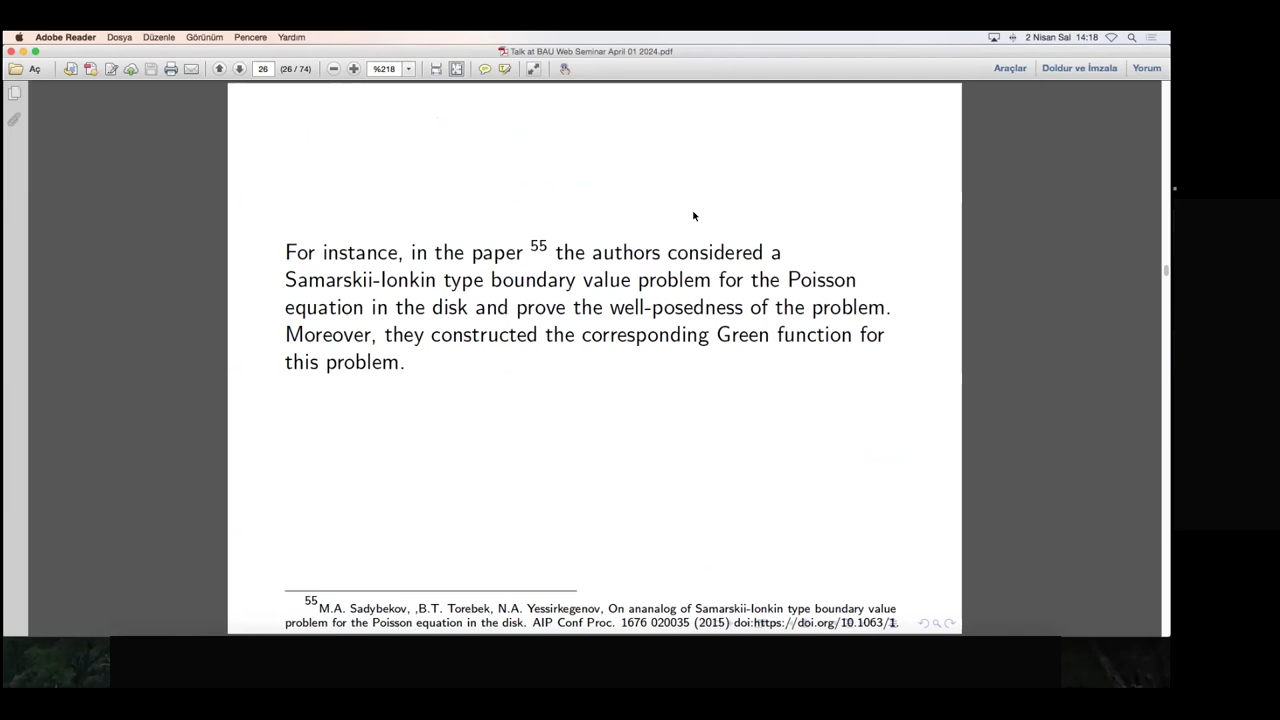 Adobe Reader Dosya Düzenle Görünüm Pencere Yardım 2 Nisan Sal 14:18
Talk at BAU Web Seminar April 01 2024.pdf
Aç 26 (26 / 74) %218 Araçlar Doldur ve İmzala Yorum
For instance, in the paper 55 the authors considered a
Samarskii-Ionkin type boundary value problem for the Poisson
equation in the disk and prove the well-posedness of the problem.
Moreover, they constructed the corresponding Green function for
this problem.
55M.A. Sadybekov, ,B.T. Torebek, N.A. Yessirkegenov, On ananalog of Samarskii-Ionkin type boundary value
problem for the Poisson equation in the disk. AIP Conf Proc. 1676 020035 (2015) doi:https://doi.org/10.1063/1.